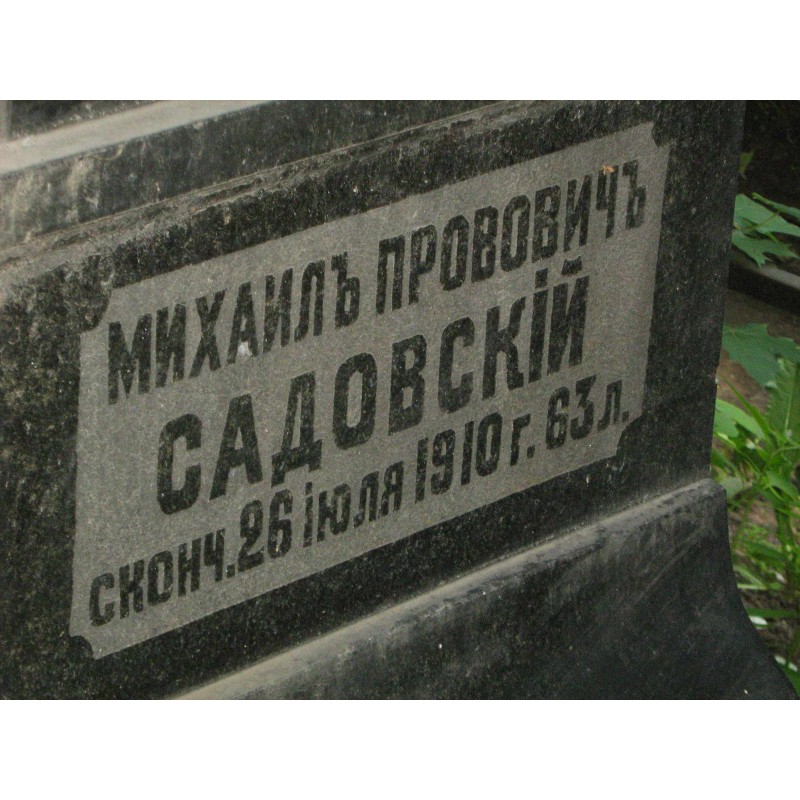 МИХАИЛЪ ПРОВОВИЧЪ
САДОВСКІЙ
СКОНЧ. 26 ІЮЛЯ 1910 Г. 63 Л.